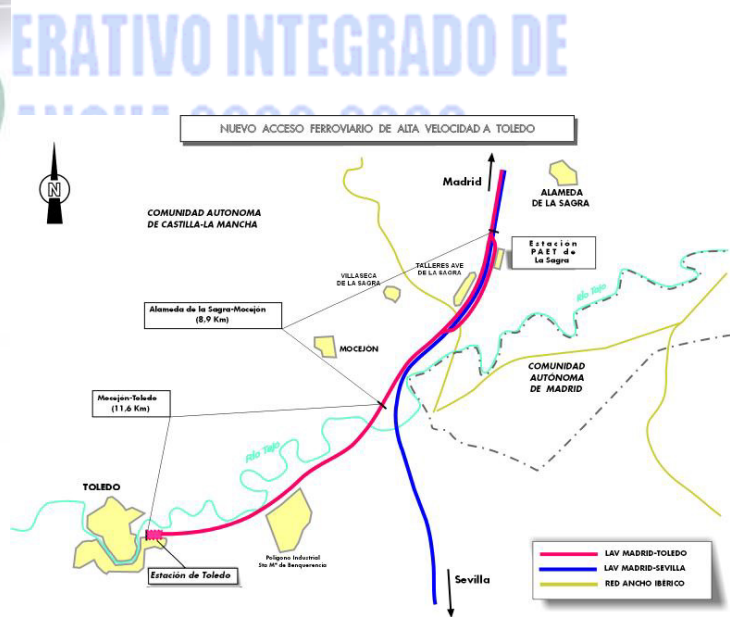 ERATIVO INTEGRADO DE
NUEVO ACCESO FERROVIARIO DE ALTA VELOCIDAD A TOLEDO
N
Madrid
ALAMEDA
DE LA SAGRA
COMUNIDAD AUTONOMA
DE CASTILLA-LA MANCHA
Estación
PAET de
La Sagra
TALLERES AVE
DE LA SAGRA
VILLASECA
DE LA SAGRA
Río Tajo
Alameda de la Sagra-Mocejón
(8,9 Km)
MOCEJÓN
COMUNIDAD
AUTÓNOMA
DE MADRID
Mocejón-Toledo
(11,6 Km)
Río Tajo
TOLEDO
Polígono Industrial
Sta Mª de Benquerencia
Estación de Toledo
Sevilla
LAV MADRID-TOLEDO
LAV MADRID-SEVILLA
RED ANCHO IBÉRICO